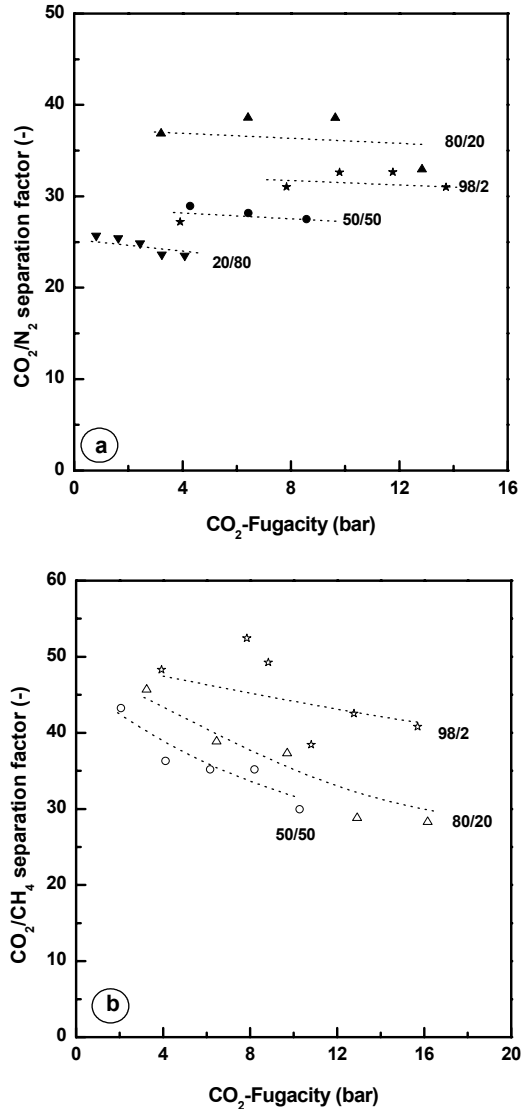 50
40
30
20
10
0
CO₂/N₂ separation factor (-)
80/20
98/2
50/50
20/80
a
0 4 8 12 16
CO₂-Fugacity (bar)
60
50
40
30
20
10
0
CO₂/CH₄ separation factor (-)
98/2
80/20
50/50
b
0 4 8 12 16 20
CO₂-Fugacity (bar)